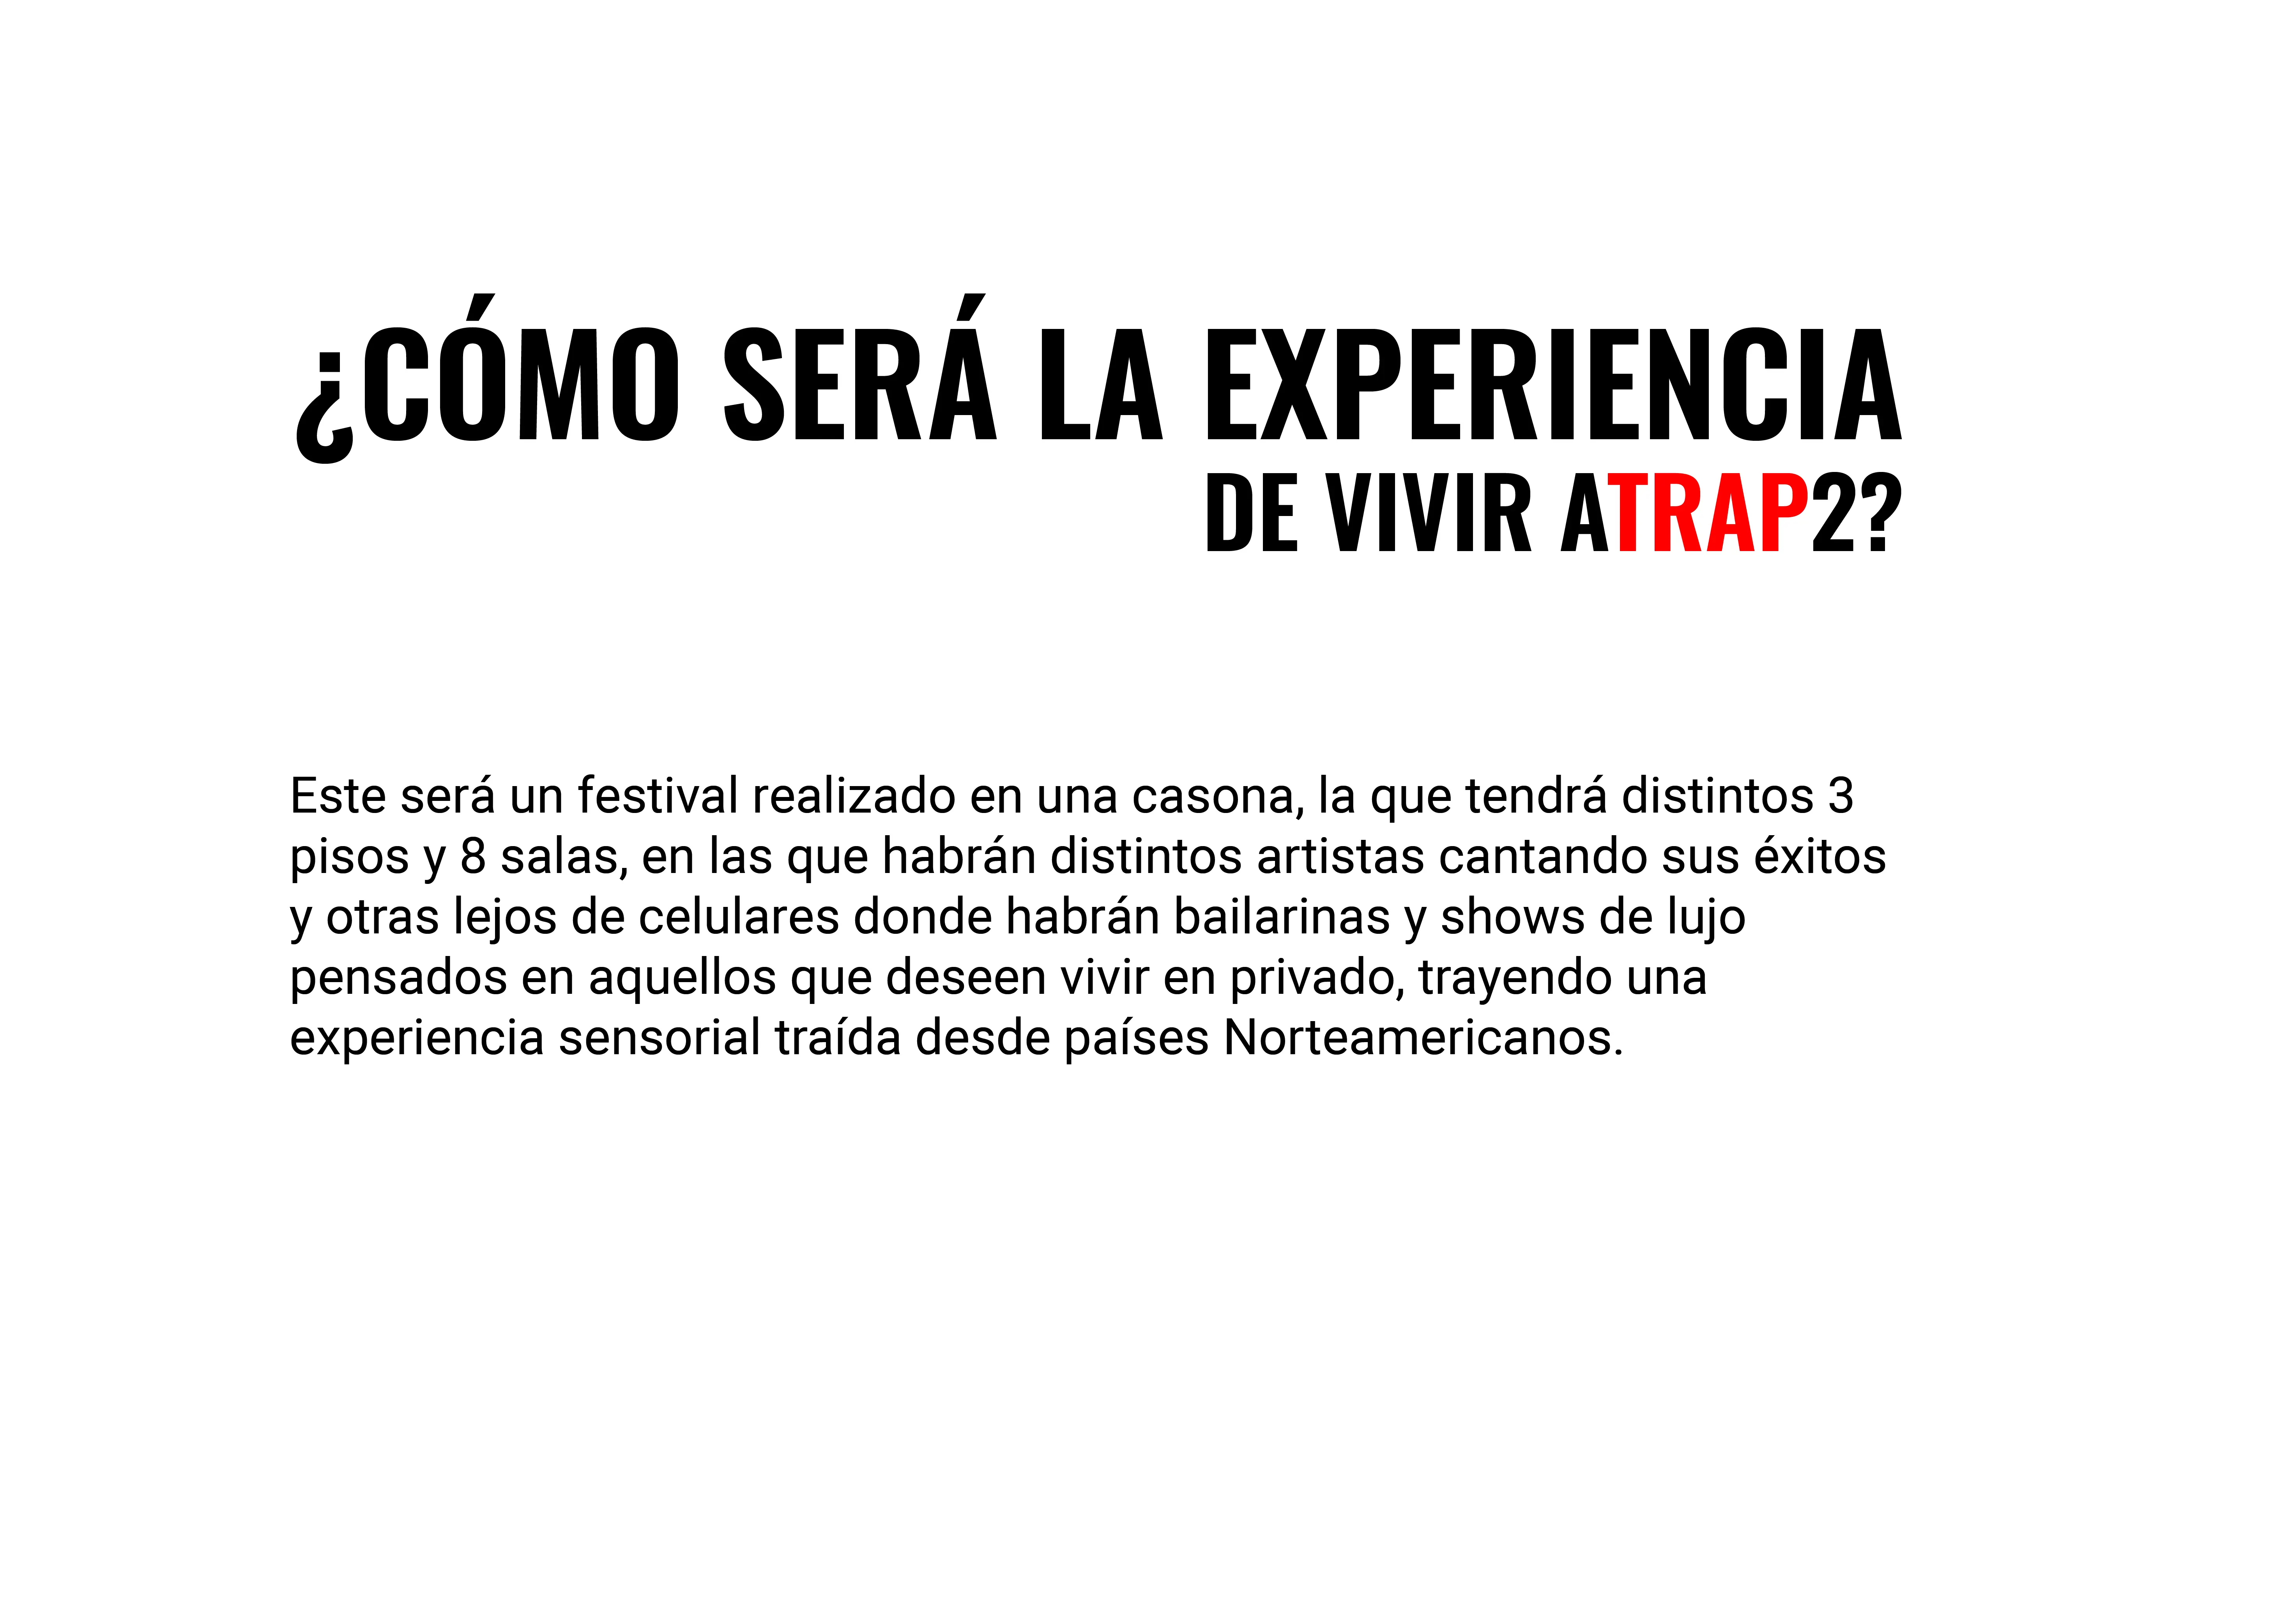 ¿CÓMO SERÁ LA EXPERIENCIA
DE VIVIR ATRAP2?
Este será un festival realizado en una casona, la que tendrá distintos 3
pisos y 8 salas, en las que habrán distintos artistas cantando sus éxitos
y otras lejos de celulares donde habrán bailarinas y shows de lujo
pensados en aquellos que deseen vivir en privado, trayendo una
experiencia sensorial traída desde países Norteamericanos.